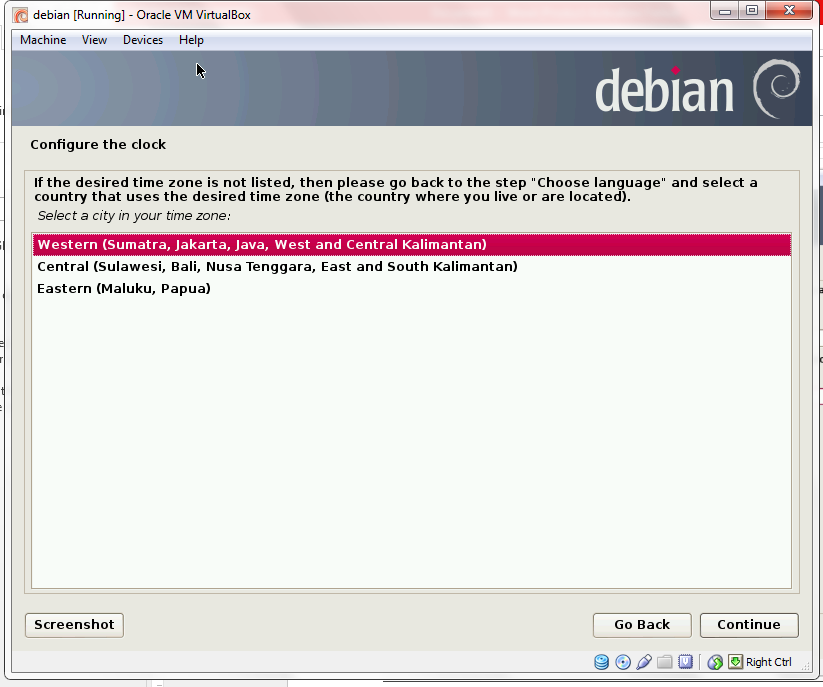 debian [Running] - Oracle VM VirtualBox
Machine View Devices Help
debian
Configure the clock
If the desired time zone is not listed, then please go back to the step "Choose language" and select a
country that uses the desired time zone (the country where you live or are located).
Select a city in your time zone:
Western (Sumatra, Jakarta, Java, West and Central Kalimantan)
Central (Sulawesi, Bali, Nusa Tenggara, East and South Kalimantan)
Eastern (Maluku, Papua)
Screenshot Go Back Continue
Right Ctrl